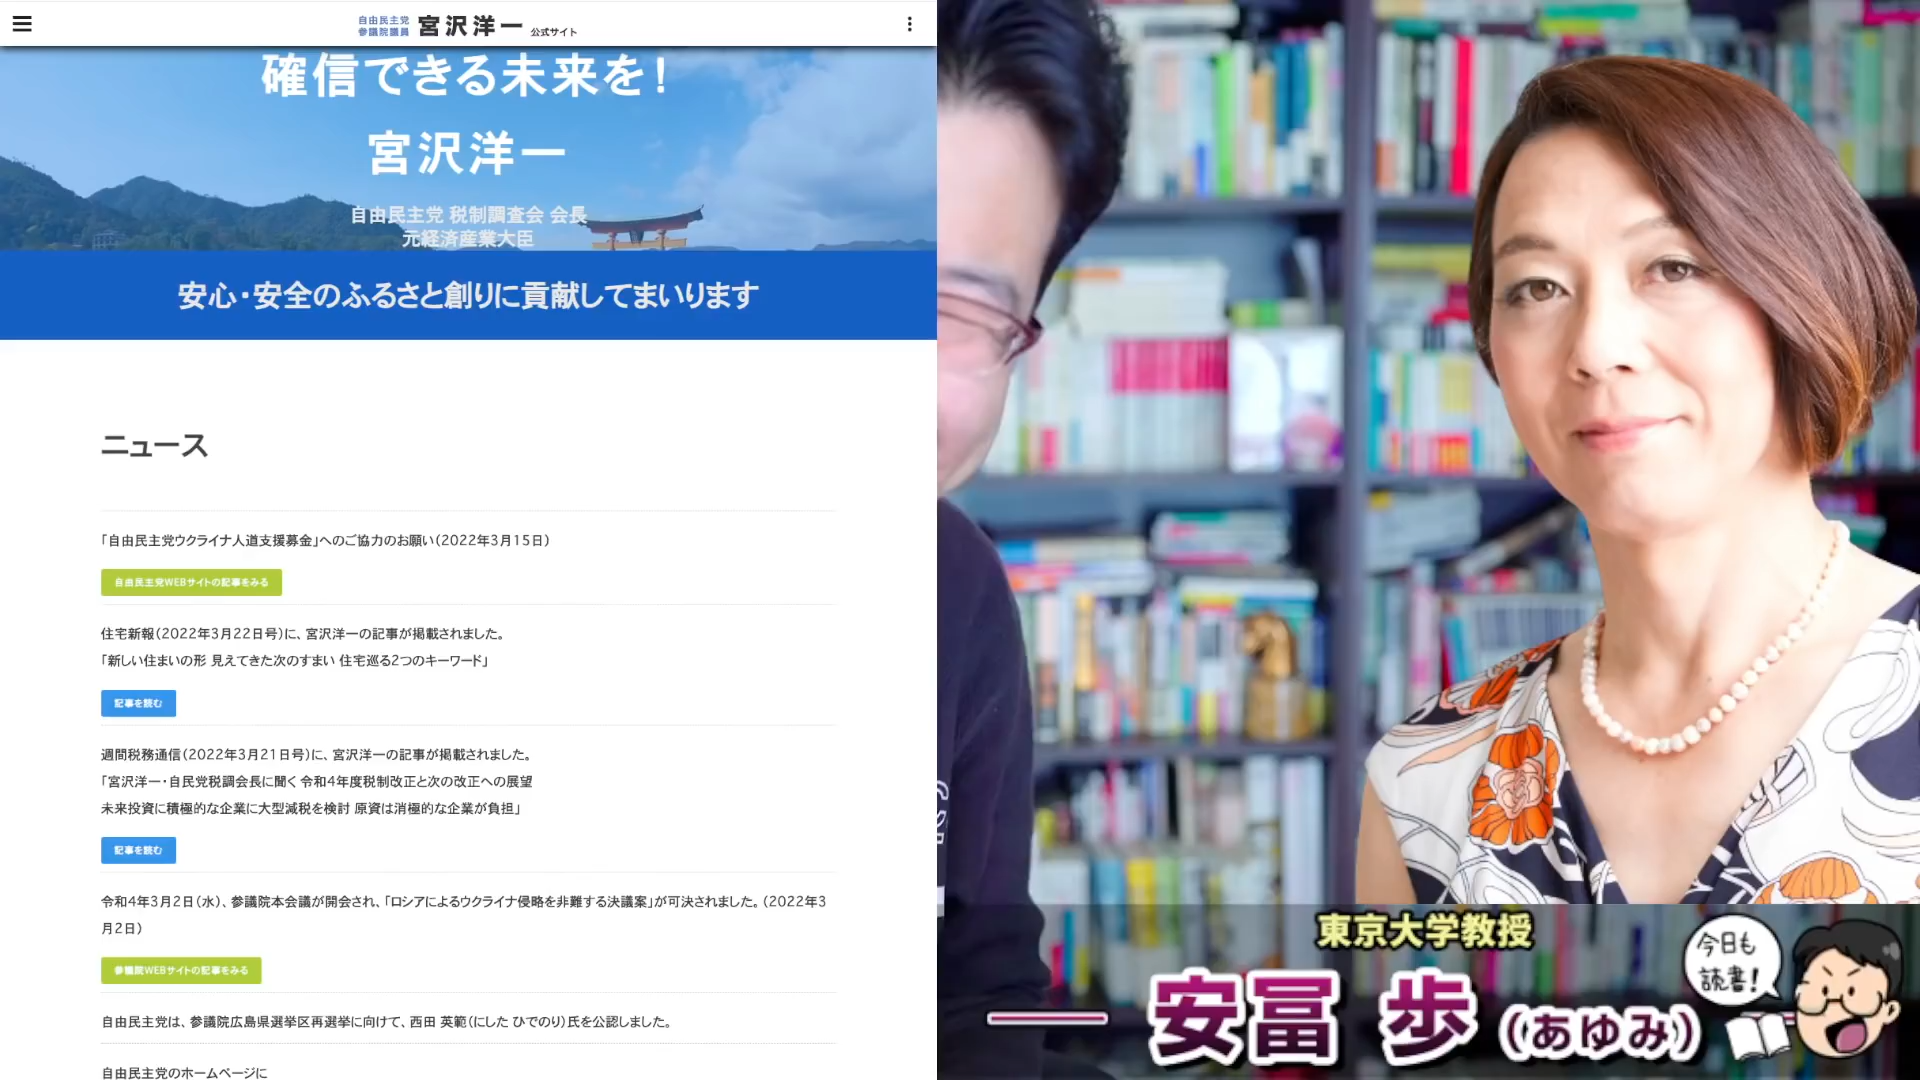 自由民主党
参議院議員
宮沢洋一 公式サイト
確信できる未来を！
宮沢洋一
自由民主党 税制調査会 会長
元経済産業大臣
安心・安全のふるさと創りに貢献してまいります
ニュース
「自由民主党ウクライナ人道支援募金」へのご協力のお願い（2022年3月15日）
自由民主党WEBサイトの記事をみる
住宅新報（2022年3月22日号）に、宮沢洋一の記事が掲載されました。
「新しい住まいの形 見えてきた次のすまい 住宅巡る2つのキーワード」
記事を読む
週間税務通信（2022年3月21日号）に、宮沢洋一の記事が掲載されました。
「宮沢洋一・自民党税調会長に聞く 令和4年度税制改正と次の改正への展望
未来投資に積極的な企業に大型減税を検討 原資は消極的な企業が負担」
記事を読む
令和4年3月2日（水）、参議院本会議が開会され、「ロシアによるウクライナ侵略を非難する決議案」が可決されました。（2022年3
月2日）
参議院WEBサイトの記事をみる
自由民主党は、参議院広島県選挙区再選挙に向けて、西田 英範（にした ひでのり）氏を公認しました。
自由民主党のホームページに
東京大学教授
安冨 歩（あゆみ）
今日も
読書！